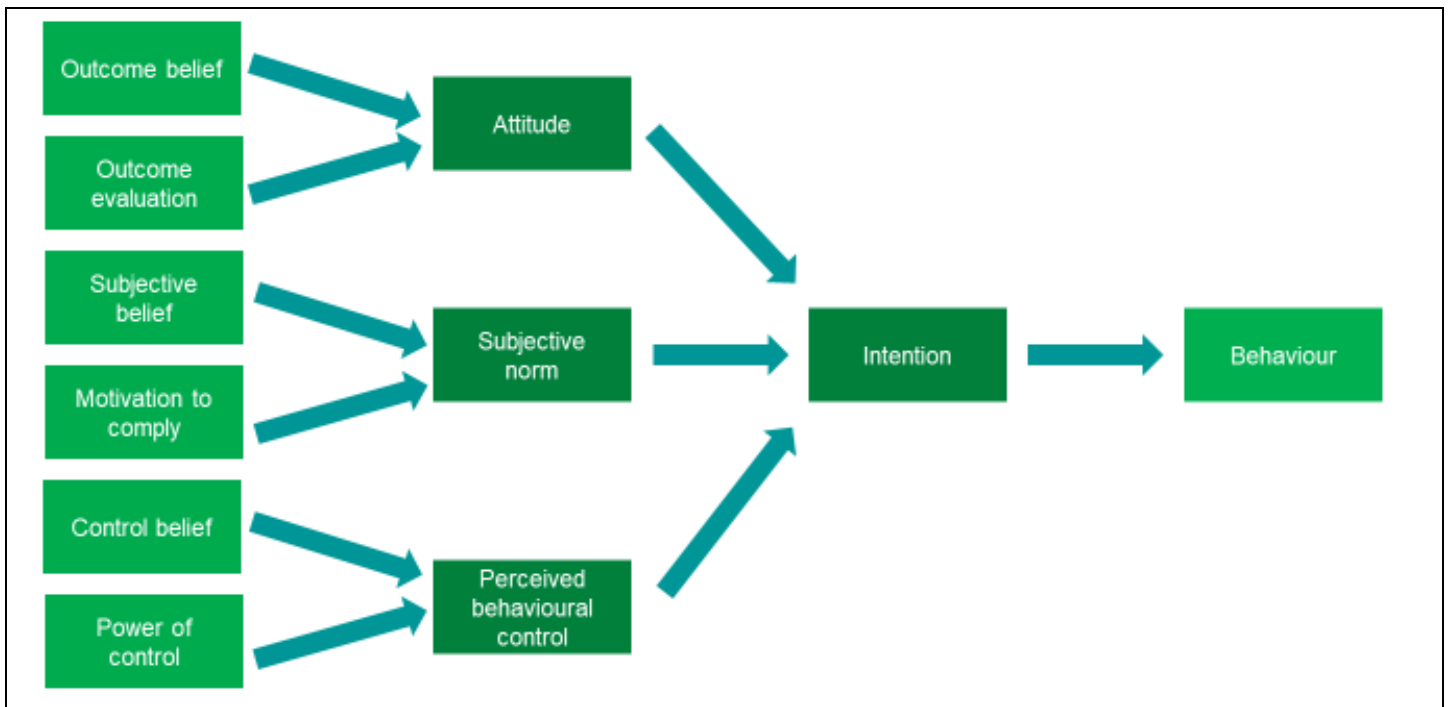 Outcome belief
Outcome
evaluation
Subjective
belief
Motivation to
comply
Control belief
Power of
control
Attitude
Subjective
norm
Perceived
behavioural
control
Intention
Behaviour